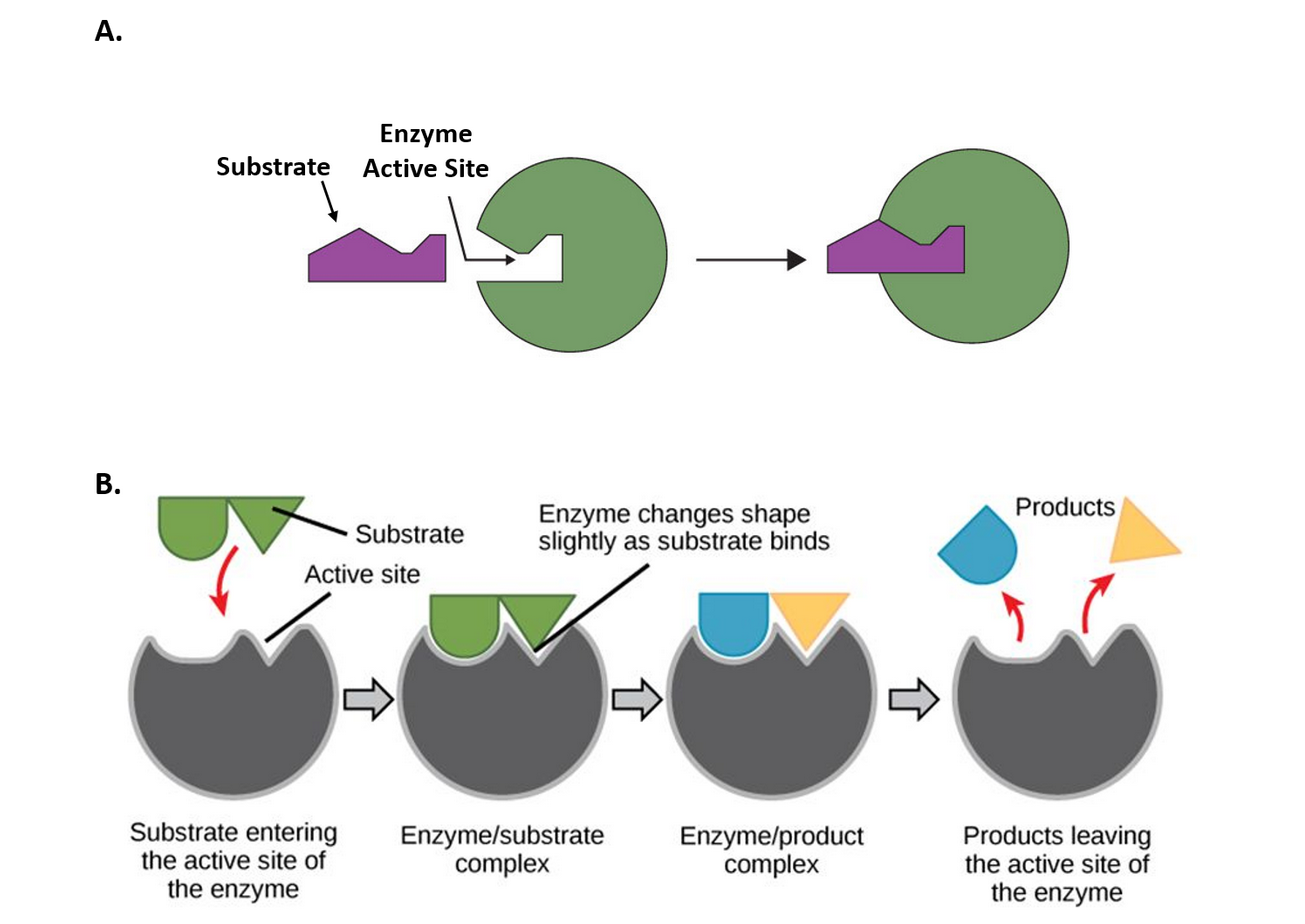 A.
Enzyme
Active Site
Substrate
B.
Substrate
Active site
Enzyme changes shape
slightly as substrate binds
Products
Substrate entering
the active site of
the enzyme
Enzyme/substrate
complex
Enzyme/product
complex
Products leaving
the active site of
the enzyme